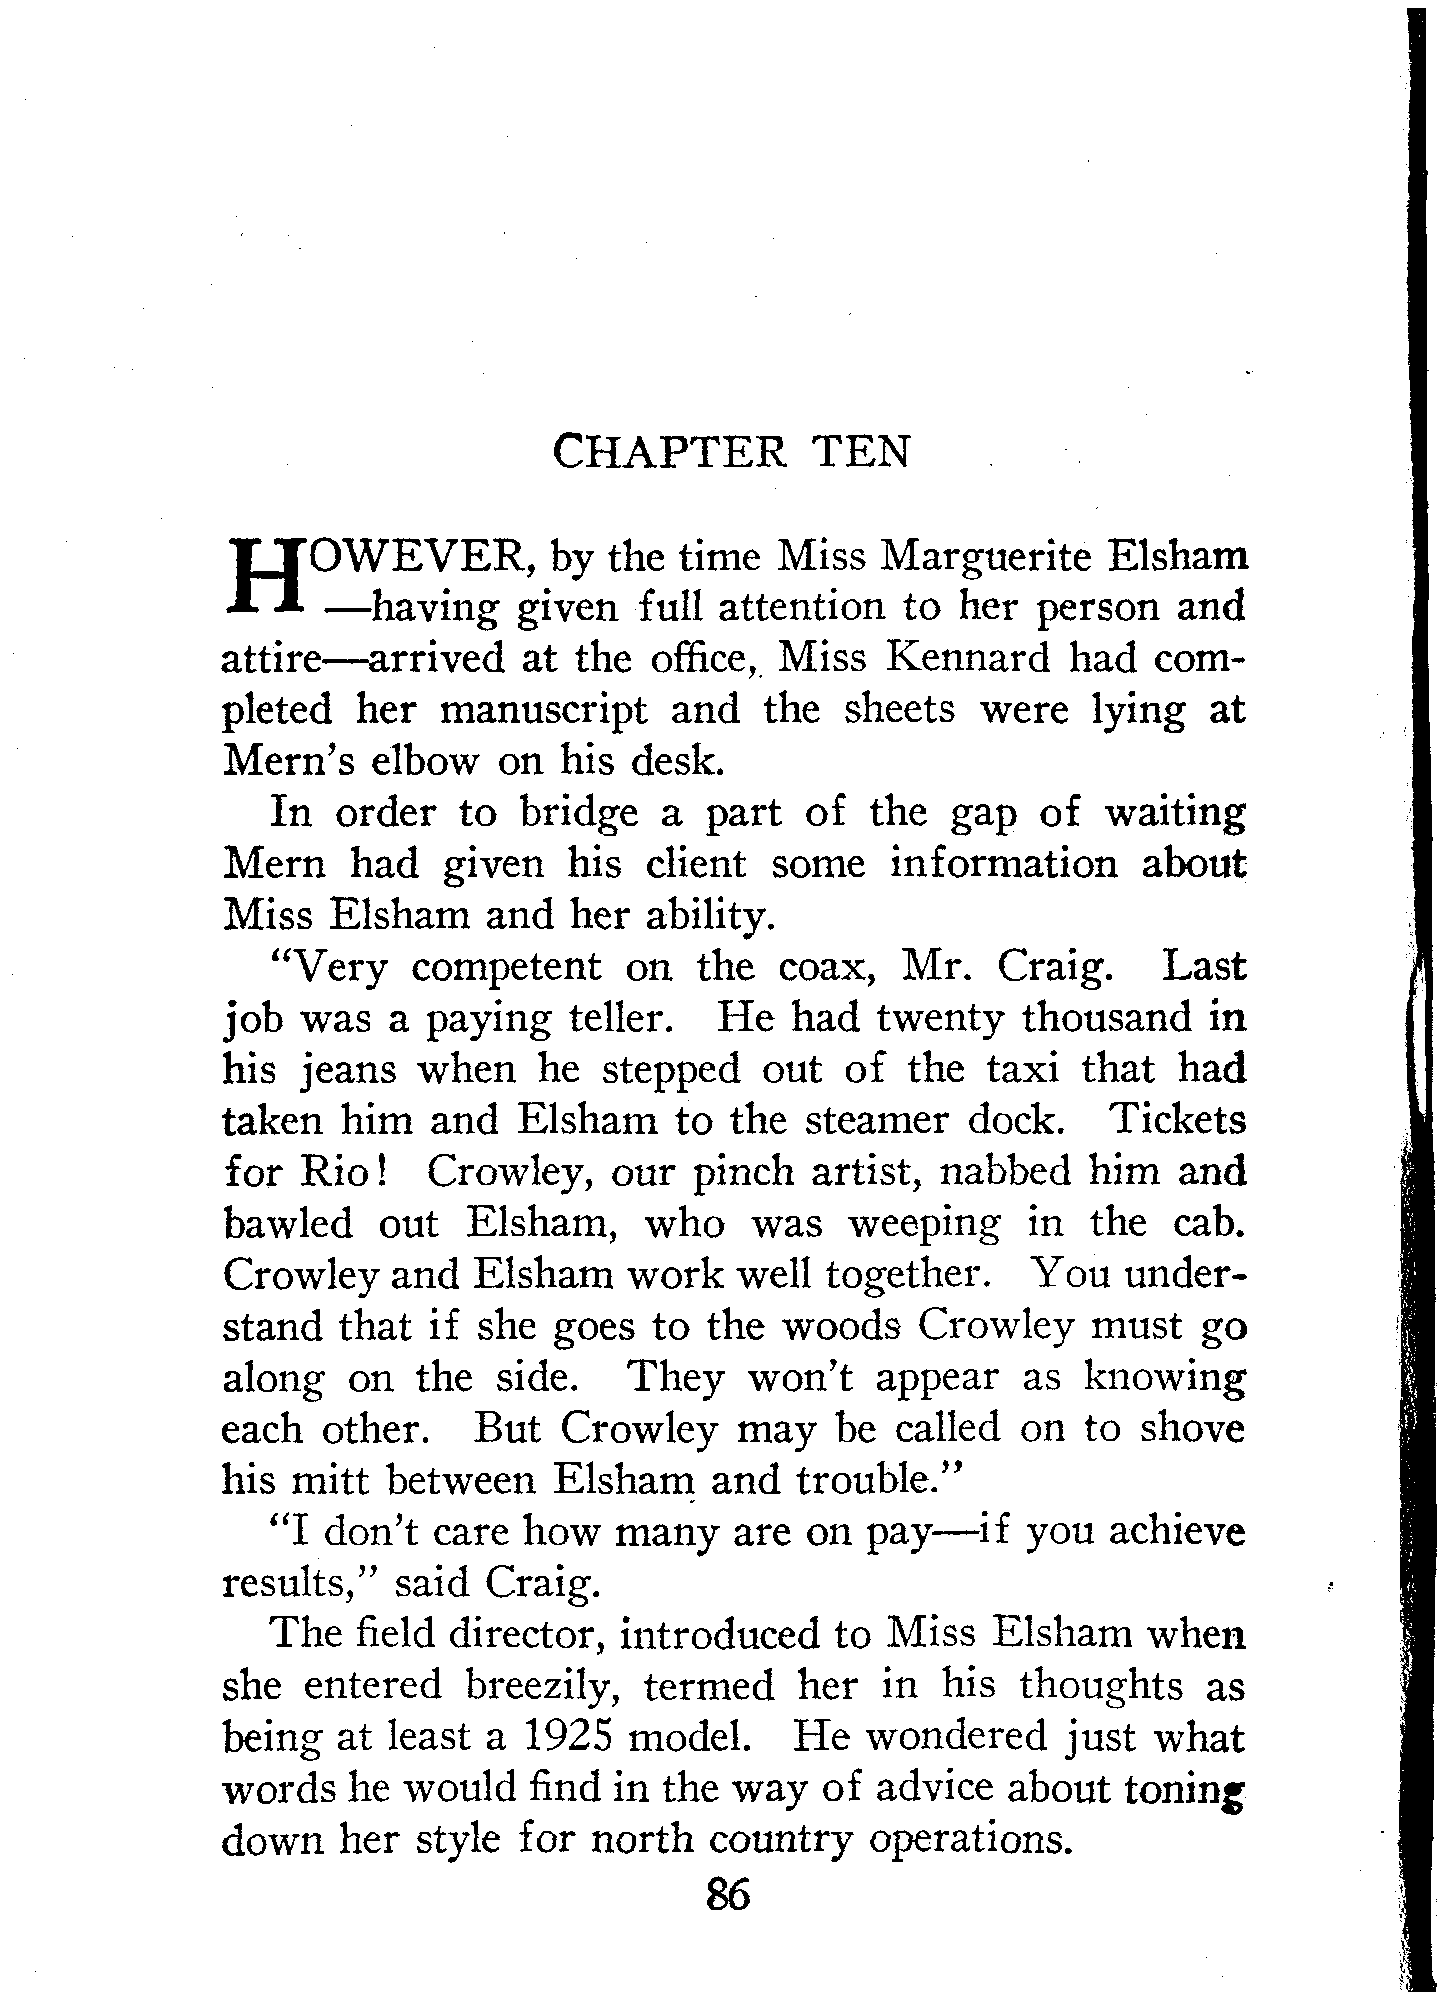 CHAPTER TEN
HOWEVER, by the time Miss Marguerite Elsham
—having given full attention to her person and
attire—arrived at the office, Miss Kennard had com-
pleted her manuscript and the sheets were lying at
Mern's elbow on his desk.
In order to bridge a part of the gap of waiting
Mern had given his client some information about
Miss Elsham and her ability.
“Very competent on the coax, Mr. Craig. Last
job was a paying teller. He had twenty thousand in
his jeans when he stepped out of the taxi that had
taken him and Elsham to the steamer dock. Tickets
for Rio! Crowley, our pinch artist, nabbed him and
bawled out Elsham, who was weeping in the cab.
Crowley and Elsham work well together. You under-
stand that if she goes to the woods Crowley must go
along on the side. They won't appear as knowing
each other. But Crowley may be called on to shove
his mitt between Elsham and trouble.”
“I don't care how many are on pay—if you achieve
results,” said Craig.
The field director, introduced to Miss Elsham when
she entered breezily, termed her in his thoughts as
being at least a 1925 model. He wondered just what
words he would find in the way of advice about toning
down her style for north country operations.
86